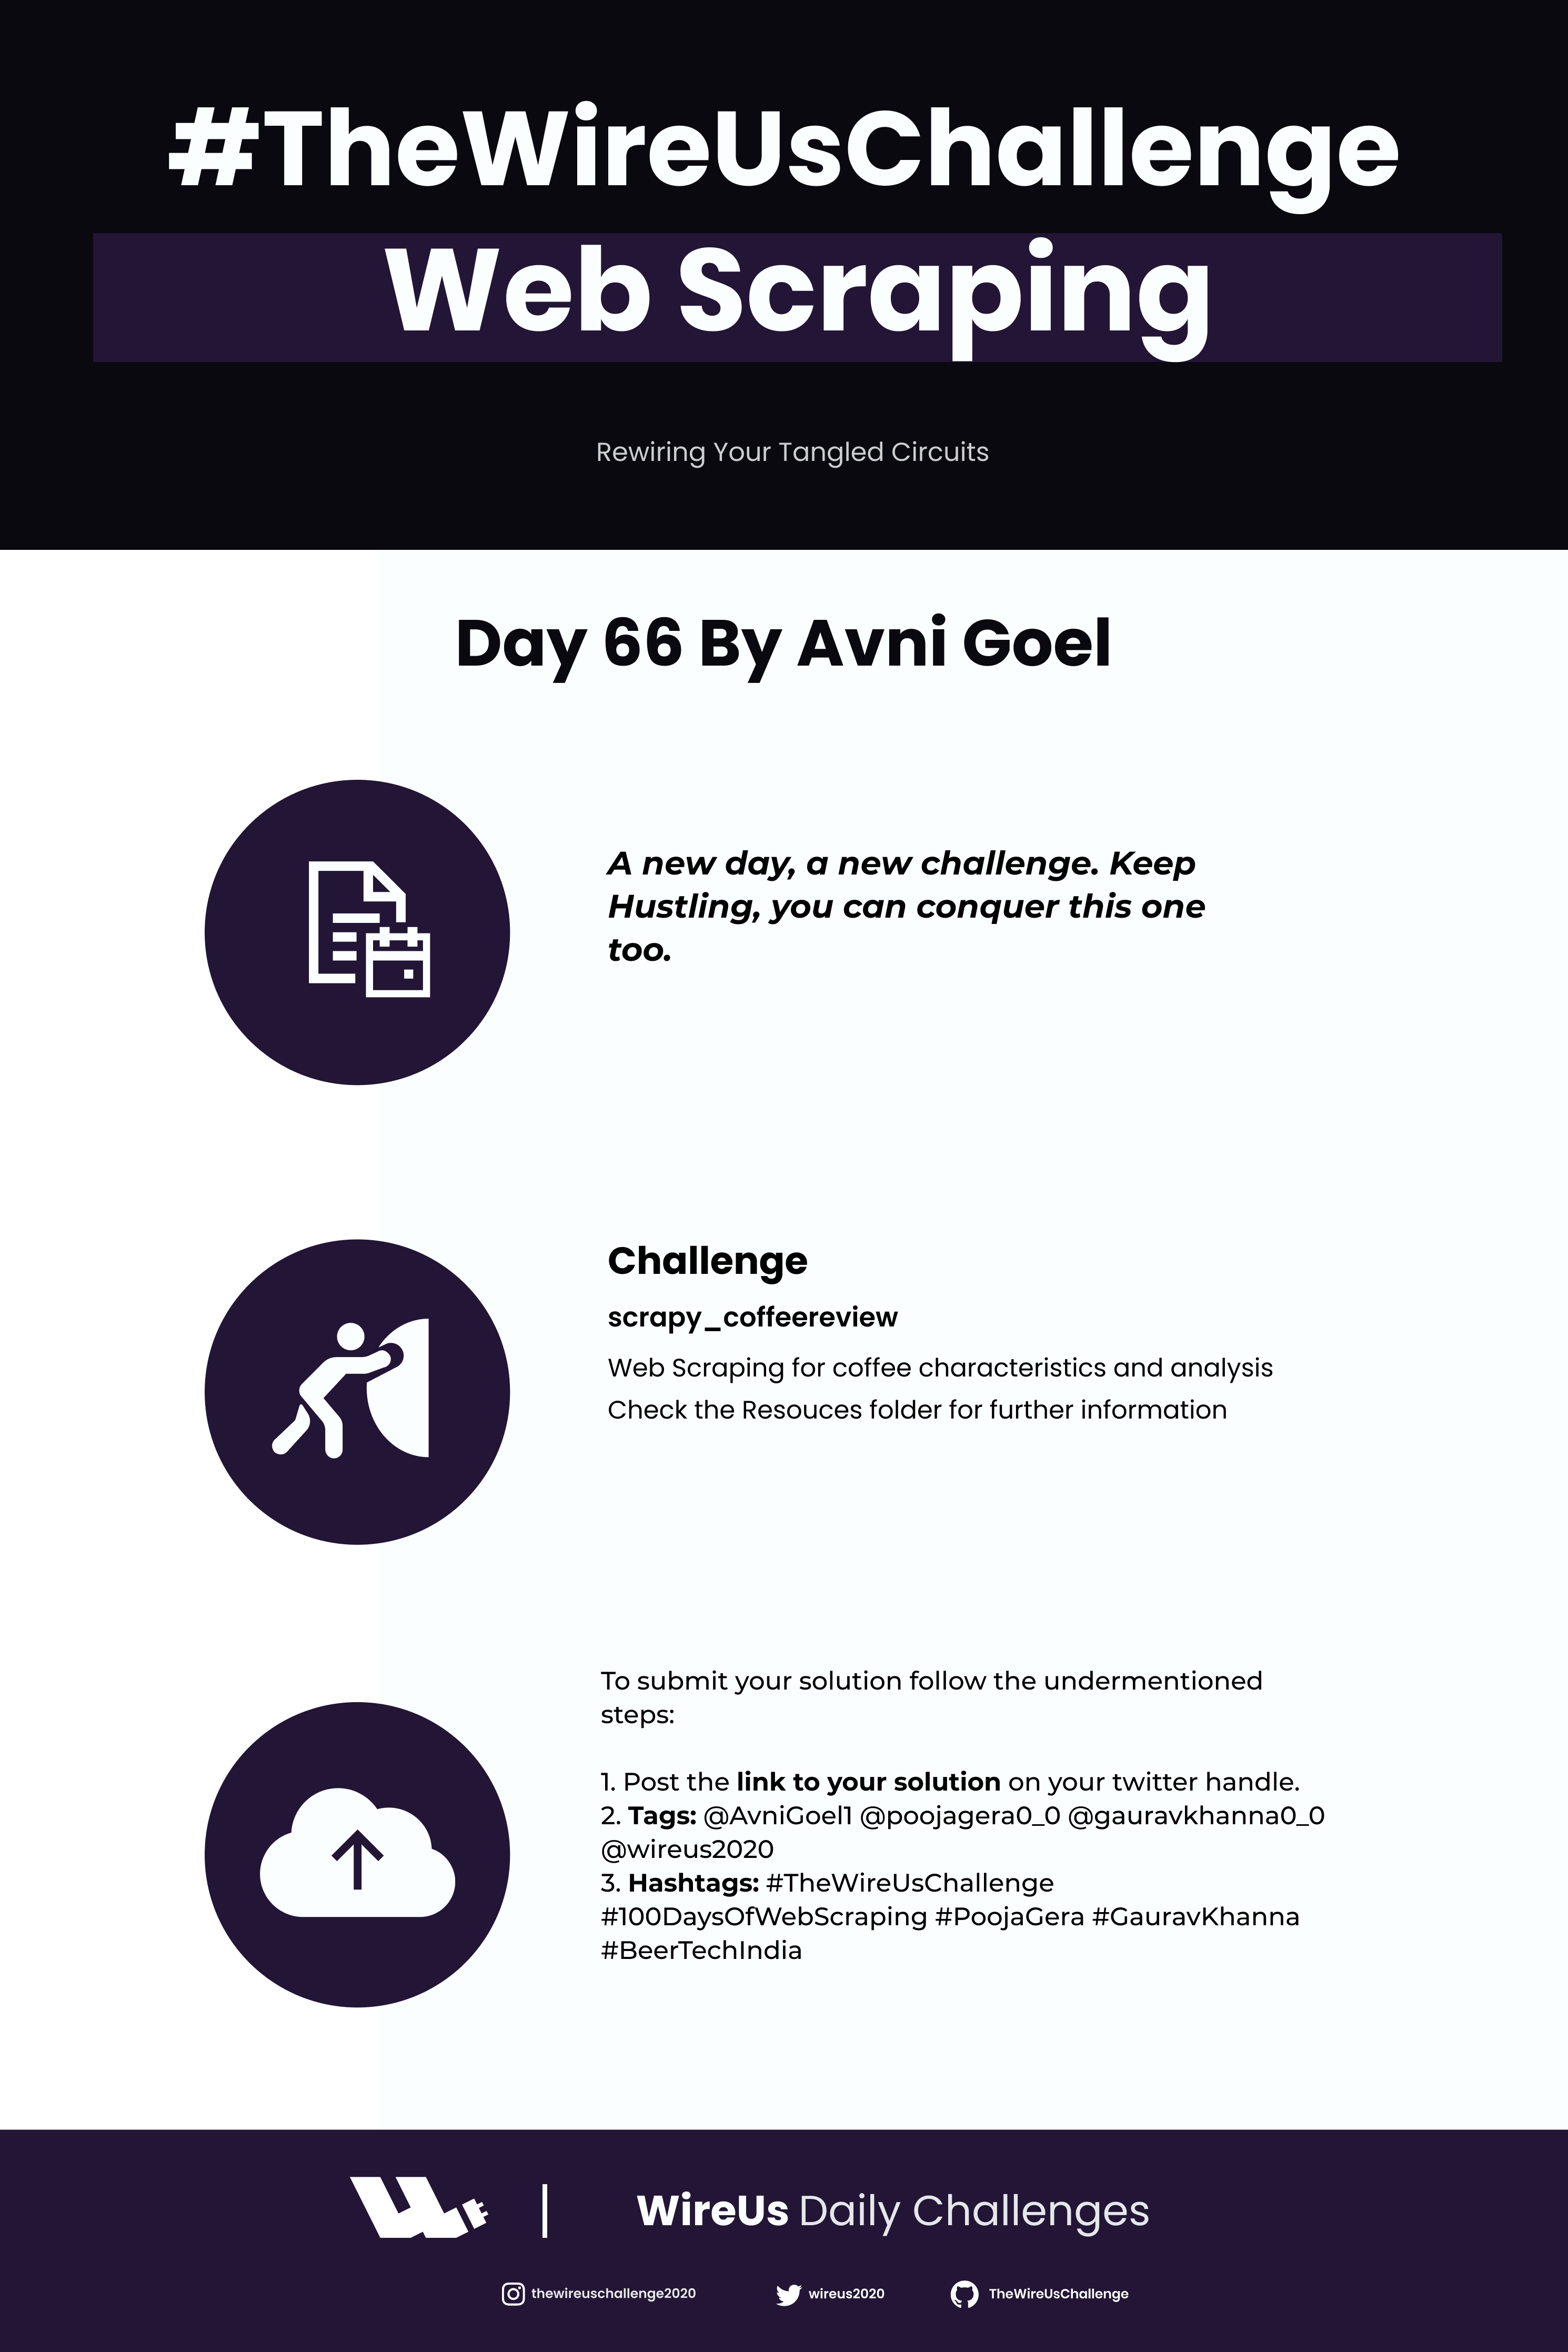 #TheWireUsChallenge
Web Scraping
Rewiring Your Tangled Circuits
Day 66 By Avni Goel
A new day, a new challenge. Keep
Hustling, you can conquer this one
too.
Challenge
scrapy_coffeereview
Web Scraping for coffee characteristics and analysis
Check the Resouces folder for further information
To submit your solution follow the undermentioned
steps:
1. Post the link to your solution on your twitter handle.
2. Tags: @AvniGoel1 @poojagera0_0 @gauravkhanna0_0
@wireus2020
3. Hashtags: #TheWireUsChallenge
#100DaysOfWebScraping #PoojaGera #GauravKhanna
#BeerTechIndia
WireUs Daily Challenges
thewireuschallenge2020 wireus2020 TheWireUsChallenge